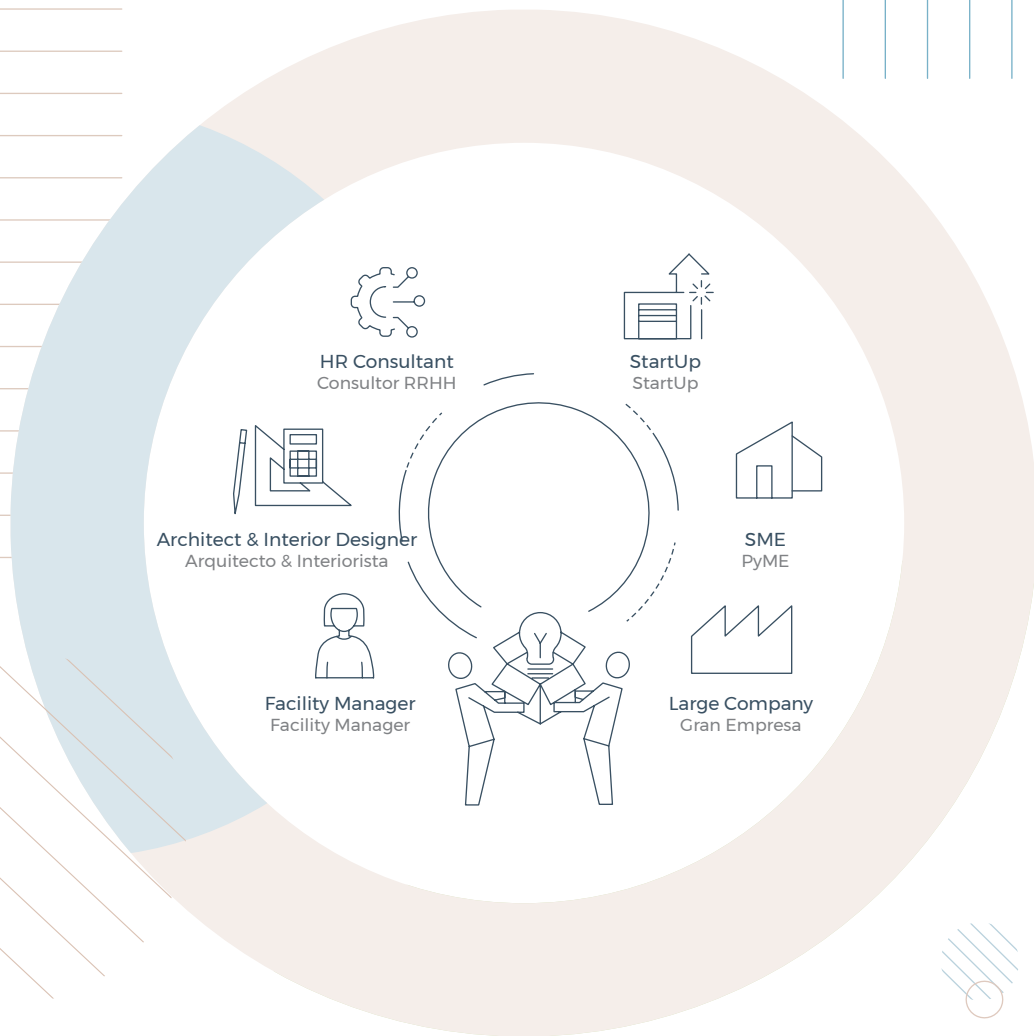 HR Consultant
Consultor RRHH
StartUp
StartUp
Architect & Interior Designer
Arquitecto & Interiorista
SME
PyME
Facility Manager
Facility Manager
Large Company
Gran Empresa